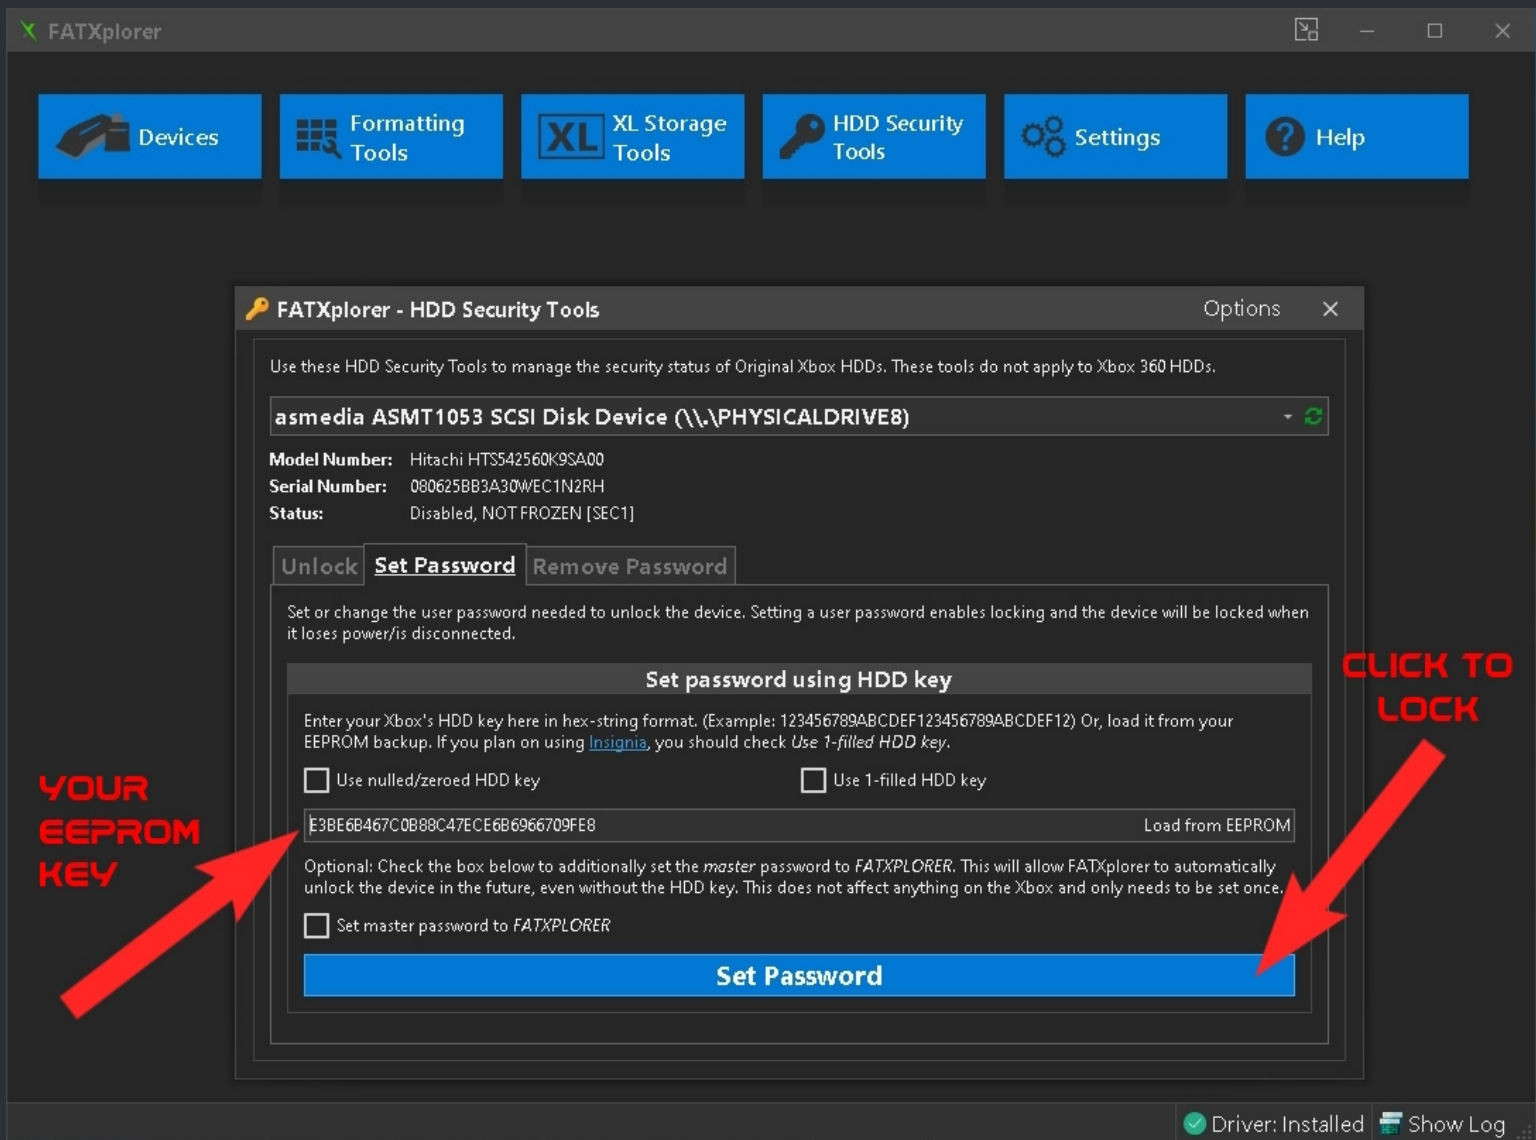 FATXplorer
Devices
Formatting
Tools
XL
XL Storage
Tools
HDD Security
Tools
Settings
?
Help
FATXplorer - HDD Security Tools
Options
Use these HDD Security Tools to manage the security status of Original Xbox HDDs. These tools do not apply to Xbox 360 HDDs.
asmedia ASMT1053 SCSI Disk Device (\\.\PHYSICALDRIVE8)
Model Number: Hitachi HTS542560K9SA00
Serial Number: 080625BB3A30WEC1N2RH
Status: Disabled, NOT FROZEN [SEC1]
Unlock Set Password Remove Password
Set or change the user password needed to unlock the device. Setting a user password enables locking and the device will be locked when
it loses power/is disconnected.
Set password using HDD key
Enter your Xbox's HDD key here in hex-string format. (Example: 123456789ABCDEF123456789ABCDEF12) Or, load it from your
EEPROM backup. If you plan on using Insignia, you should check Use 1-filled HDD key.
Use nulled/zeroed HDD key
Use 1-filled HDD key
E3BE6B467C0B88C47ECE6B6966709FE8
Load from EEPROM
Optional: Check the box below to additionally set the master password to FATXPLORER. This will allow FATXplorer to automatically
unlock the device in the future, even without the HDD key. This does not affect anything on the Xbox and only needs to be set once.
Set master password to FATXPLORER
Set Password
YOUR
EEPROM
KEY
CLICK TO
LOCK
Driver: Installed
Show Log